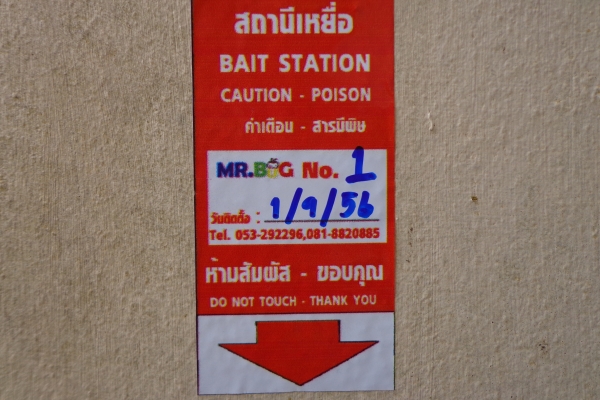 สถานีเหยื่อ
BAIT STATION
CAUTION - POISON
คำเตือน - สารมีพิษ
MR.BUG No. 1
วันติดตั้ง : 1/9/56
Tel. 053-292296,081-8820885
ห้ามสัมผัส - ขอบคุณ
DO NOT TOUCH - THANK YOU